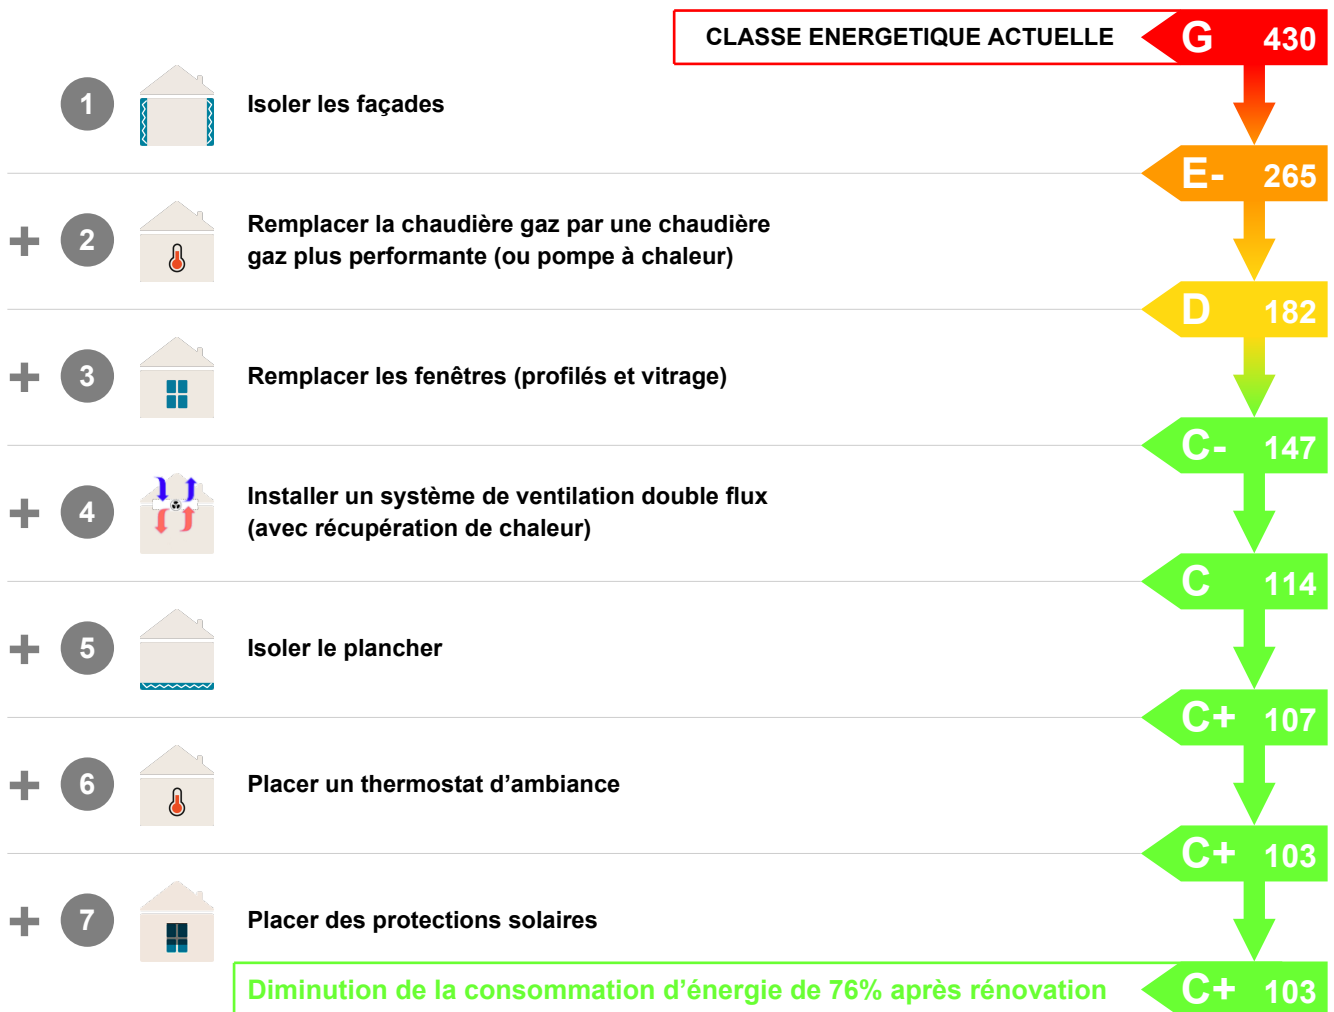 CLASSE ENERGETIQUE ACTUELLE G 430
1 Isoler les façades
E- 265
+ 2 Remplacer la chaudière gaz par une chaudière
gaz plus performante (ou pompe à chaleur)
D 182
+ 3 Remplacer les fenêtres (profilés et vitrage)
C- 147
+ 4 Installer un système de ventilation double flux
(avec récupération de chaleur)
C 114
+ 5 Isoler le plancher
C+ 107
+ 6 Placer un thermostat d’ambiance
C+ 103
+ 7 Placer des protections solaires
Diminution de la consommation d’énergie de 76% après rénovation C+ 103